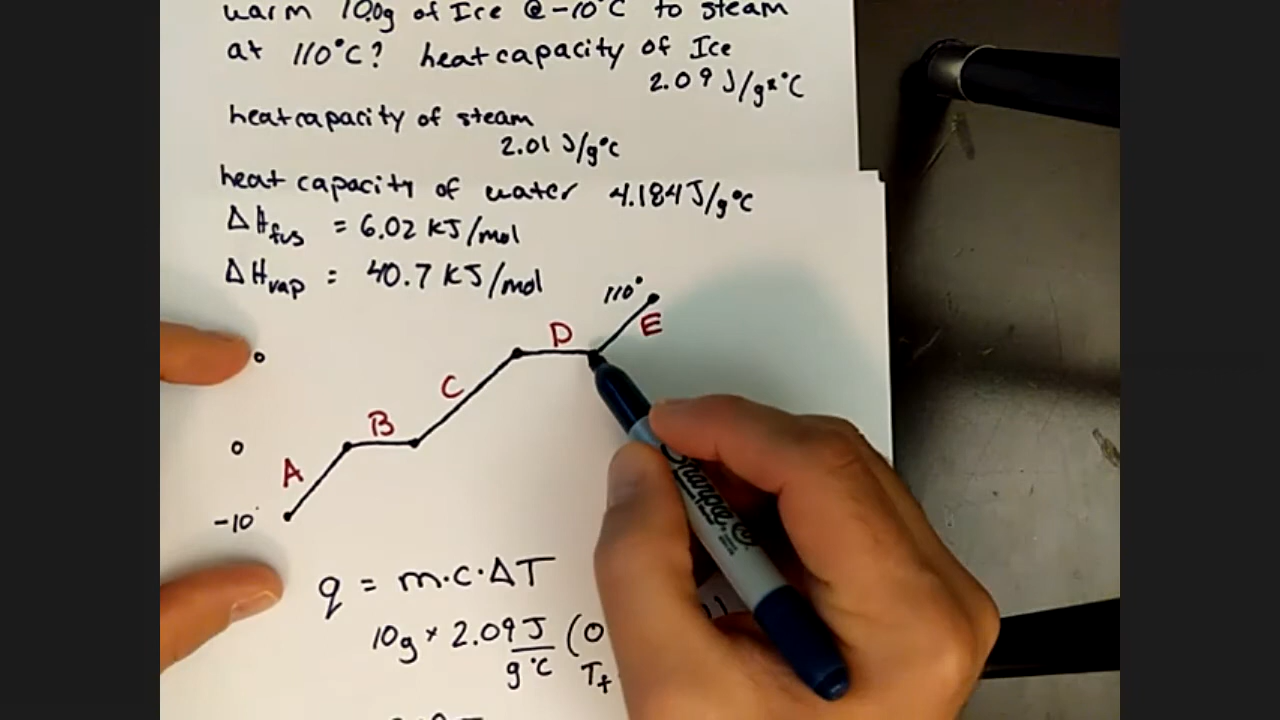 warm 10.0g of Ice @ -10°C to steam
at 110°C? heat capacity of Ice
2.09 J/g*°C
heat capacity of steam
2.01 J/g°C
heat capacity of water 4.184 J/g°C
ΔHfus = 6.02 KJ/mol
ΔHvap = 40.7 KJ/mol
110°
E
D
C
B
0
A
-10°
Sharpie
q = m·c·ΔT
10g * 2.09 J (0
g°C Tf